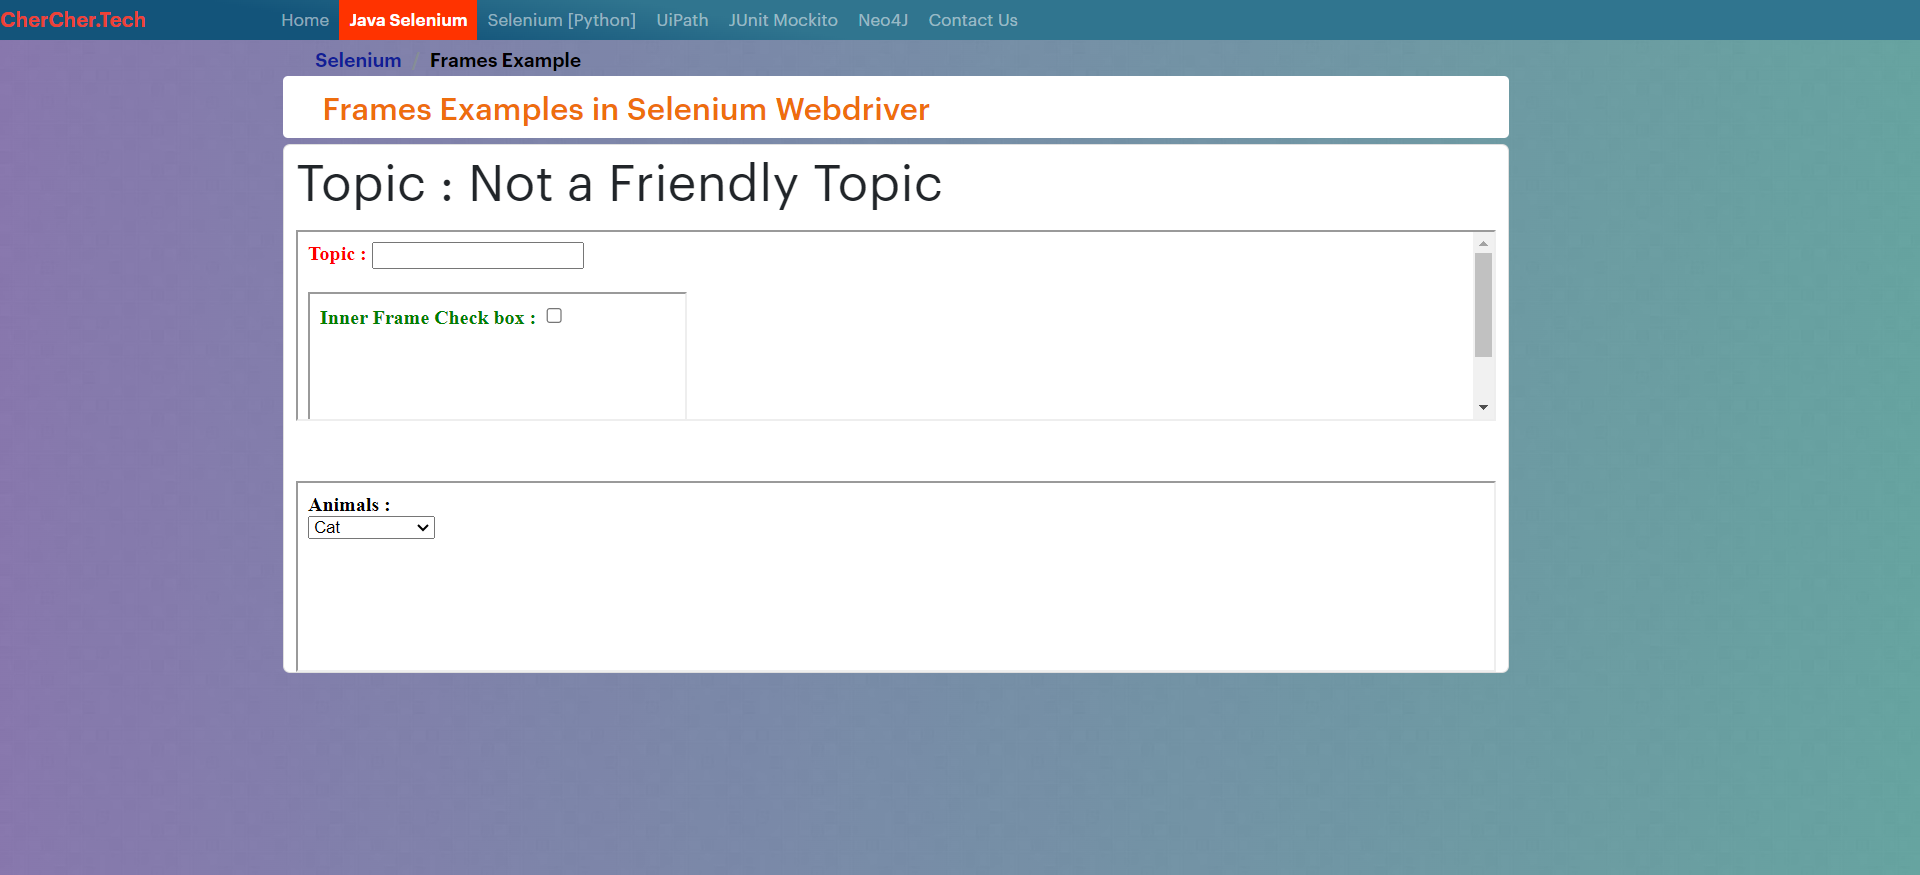 CherCher.Tech Home Java Selenium Selenium [Python] UiPath JUnit Mockito Neo4J Contact Us
Selenium / Frames Example
Frames Examples in Selenium Webdriver
Topic : Not a Friendly Topic
Topic :
Inner Frame Check box :
Animals :
Cat